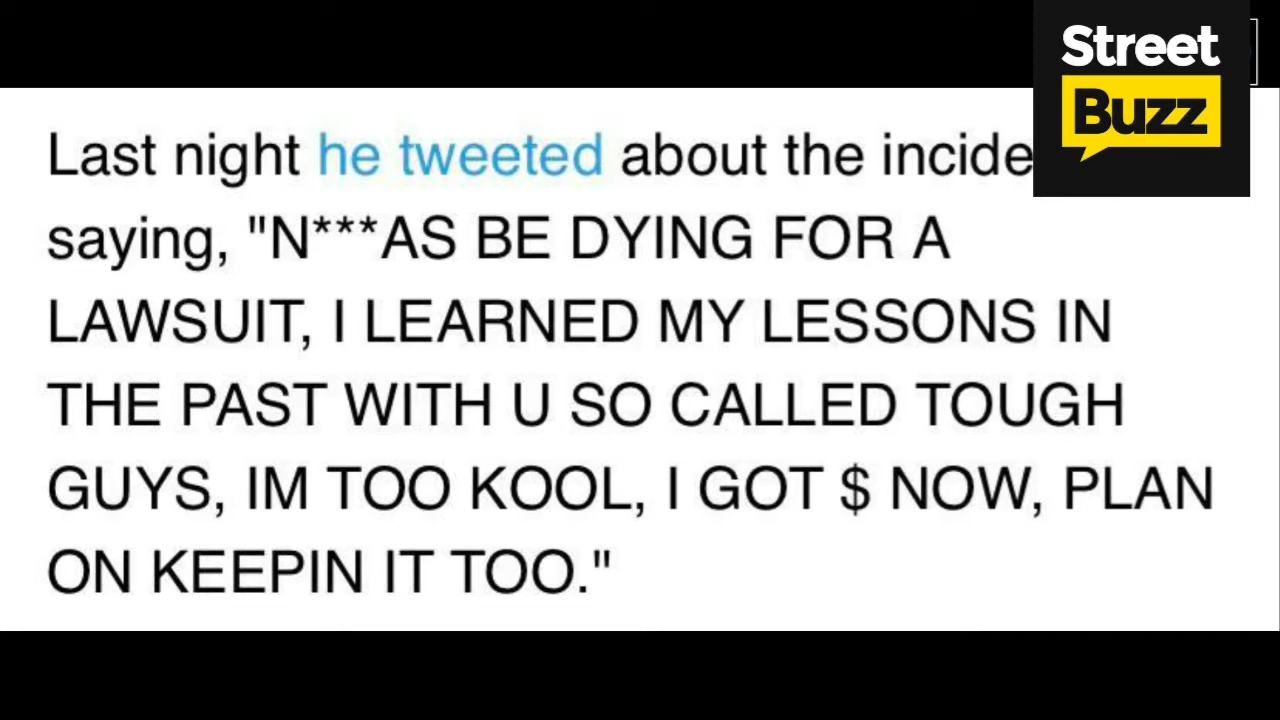 Street
Buzz
Last night he tweeted about the
saying, "N***AS BE DYING FOR A
LAWSUIT, I LEARNED MY LESSONS IN
THE PAST WITH U SO CALLED TOUGH
GUYS, IM TOO KOOL, I GOT $ NOW, PLAN
ON KEEPIN IT TOO."